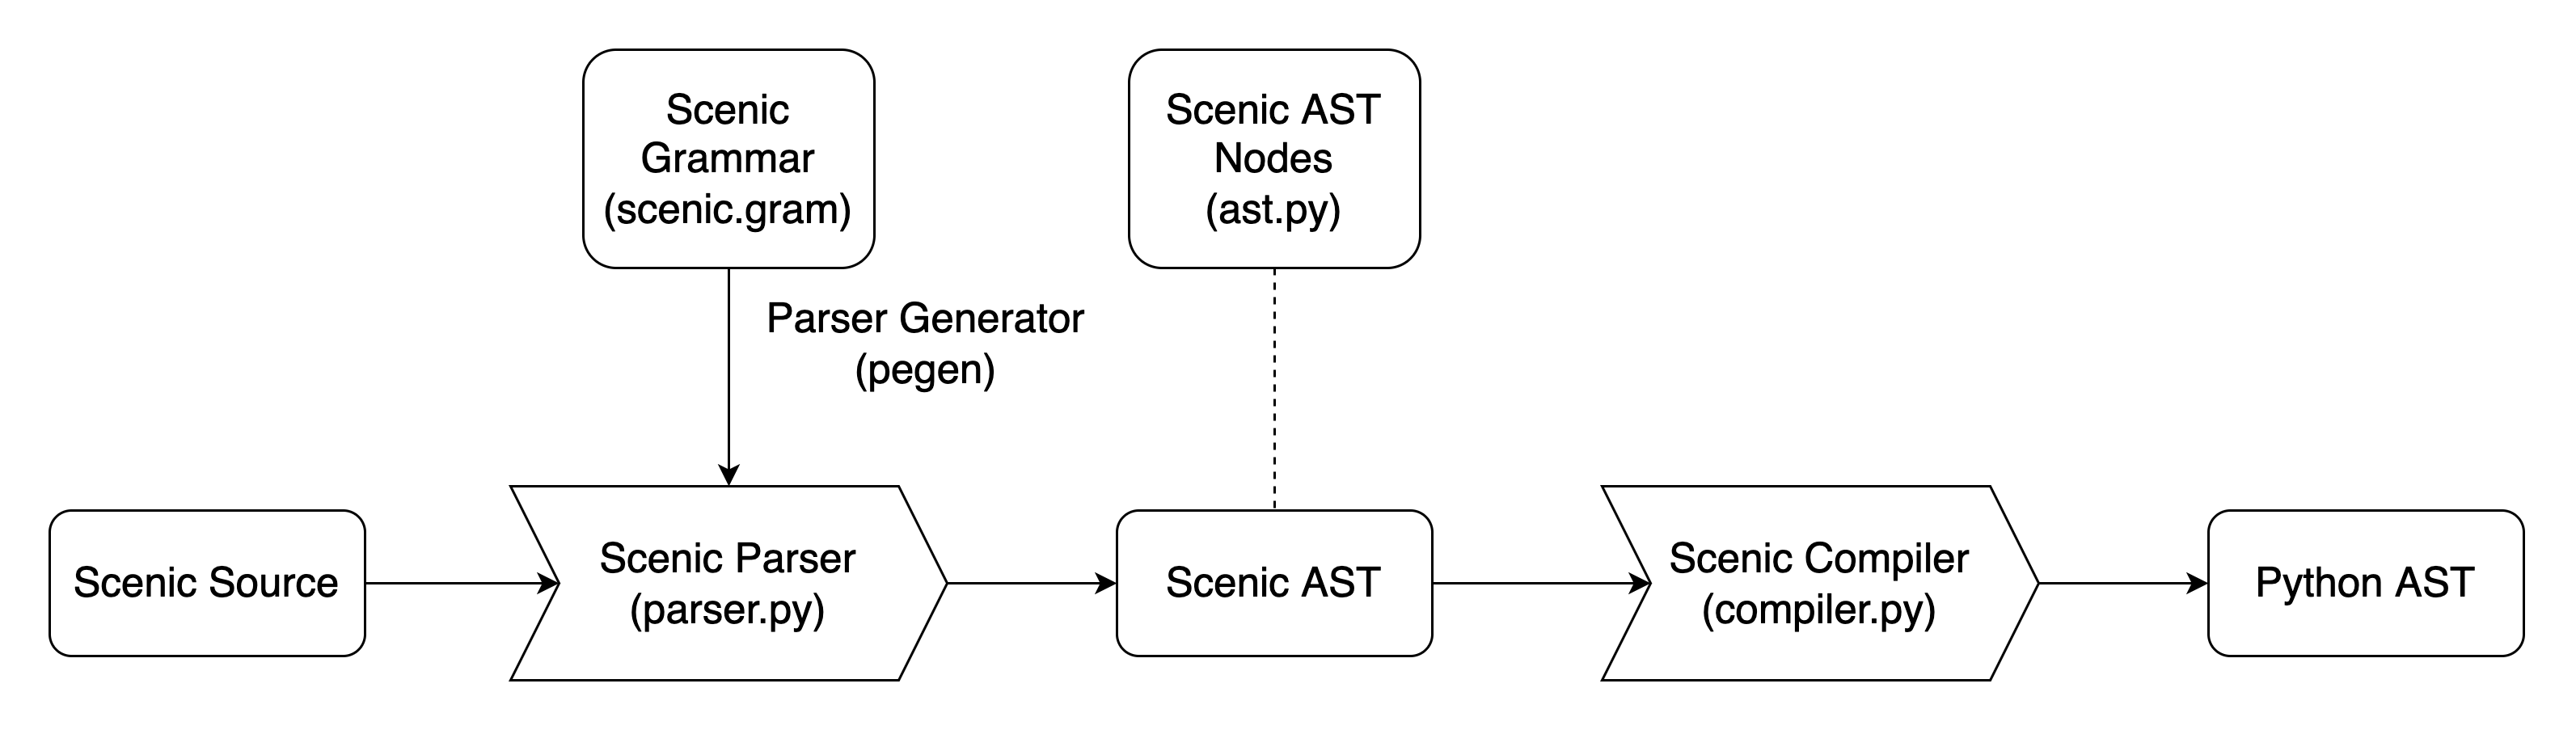 Scenic
Grammar
(scenic.gram)
Scenic AST
Nodes
(ast.py)
Parser Generator
(pegen)
Scenic Source
Scenic Parser
(parser.py)
Scenic AST
Scenic Compiler
(compiler.py)
Python AST